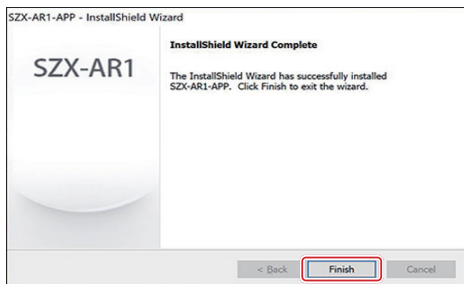 SZX-AR1-APP - InstallShield Wizard
SZX-AR1
InstallShield Wizard Complete
The InstallShield Wizard has successfully installed
SZX-AR1-APP. Click Finish to exit the wizard.
< Back
Finish
Cancel